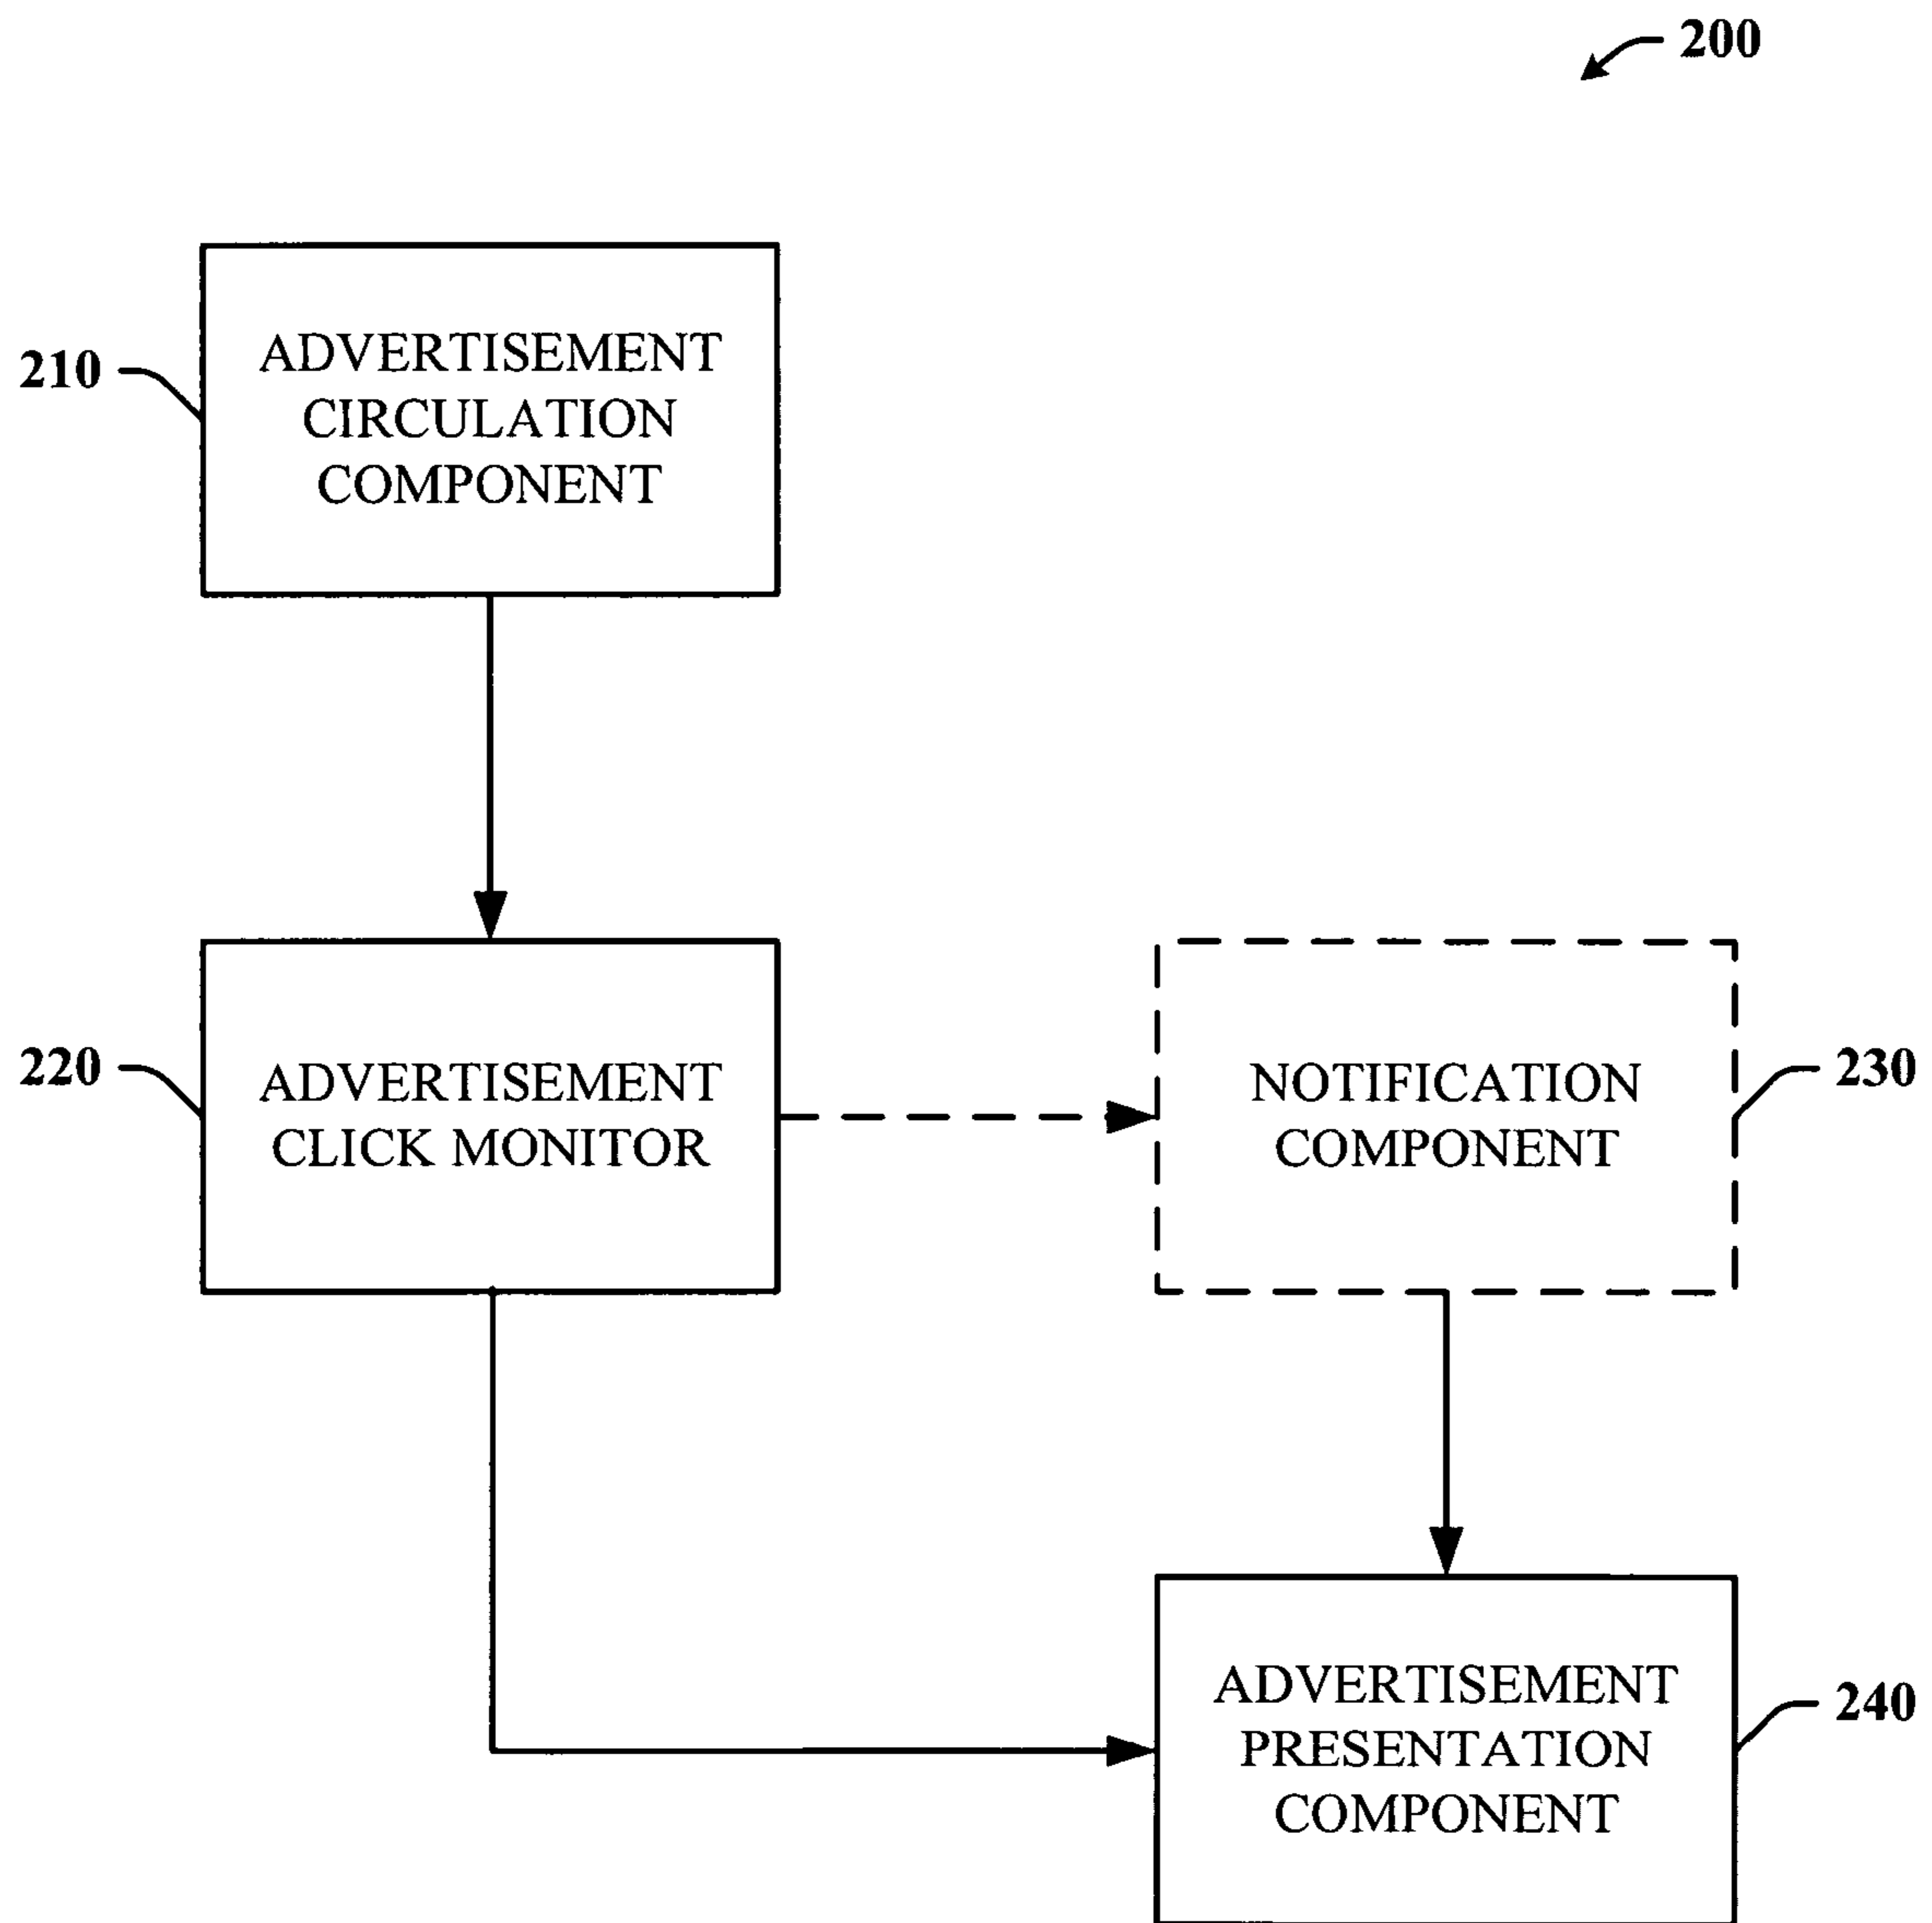 200
210
ADVERTISEMENT
CIRCULATION
COMPONENT
220
ADVERTISEMENT
CLICK MONITOR
NOTIFICATION
COMPONENT
230
ADVERTISEMENT
PRESENTATION
COMPONENT
240